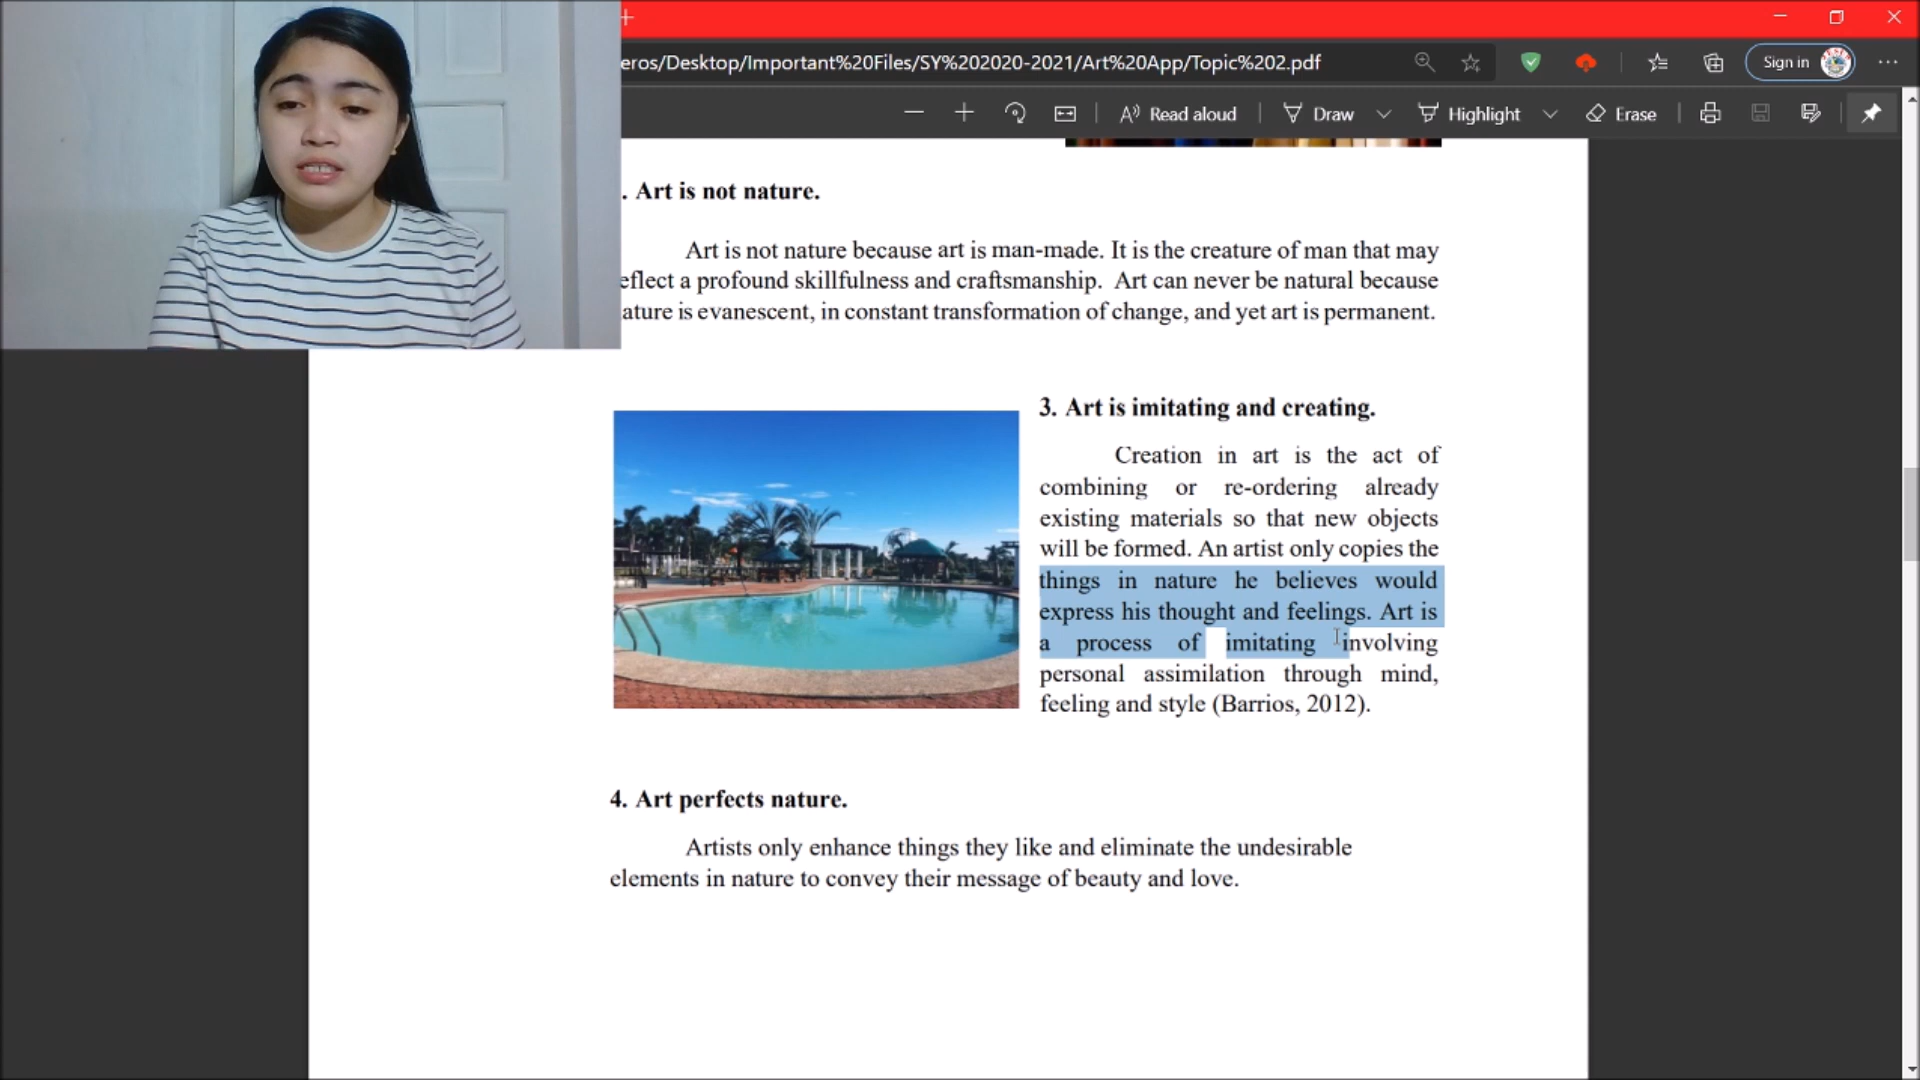 eros/Desktop/Important%20Files/SY%202020-2021/Art%20App/Topic%202.pdf
Sign in
Read aloud
Draw
Highlight
Erase
. Art is not nature.
Art is not nature because art is man-made. It is the creature of man that may
eflect a profound skillfulness and craftsmanship. Art can never be natural because
ature is evanescent, in constant transformation of change, and yet art is permanent.
3. Art is imitating and creating.
Creation in art is the act of
combining or re-ordering already
existing materials so that new objects
will be formed. An artist only copies the
things in nature he believes would
express his thought and feelings. Art is
a process of imitating involving
personal assimilation through mind,
feeling and style (Barrios, 2012).
4. Art perfects nature.
Artists only enhance things they like and eliminate the undesirable
elements in nature to convey their message of beauty and love.